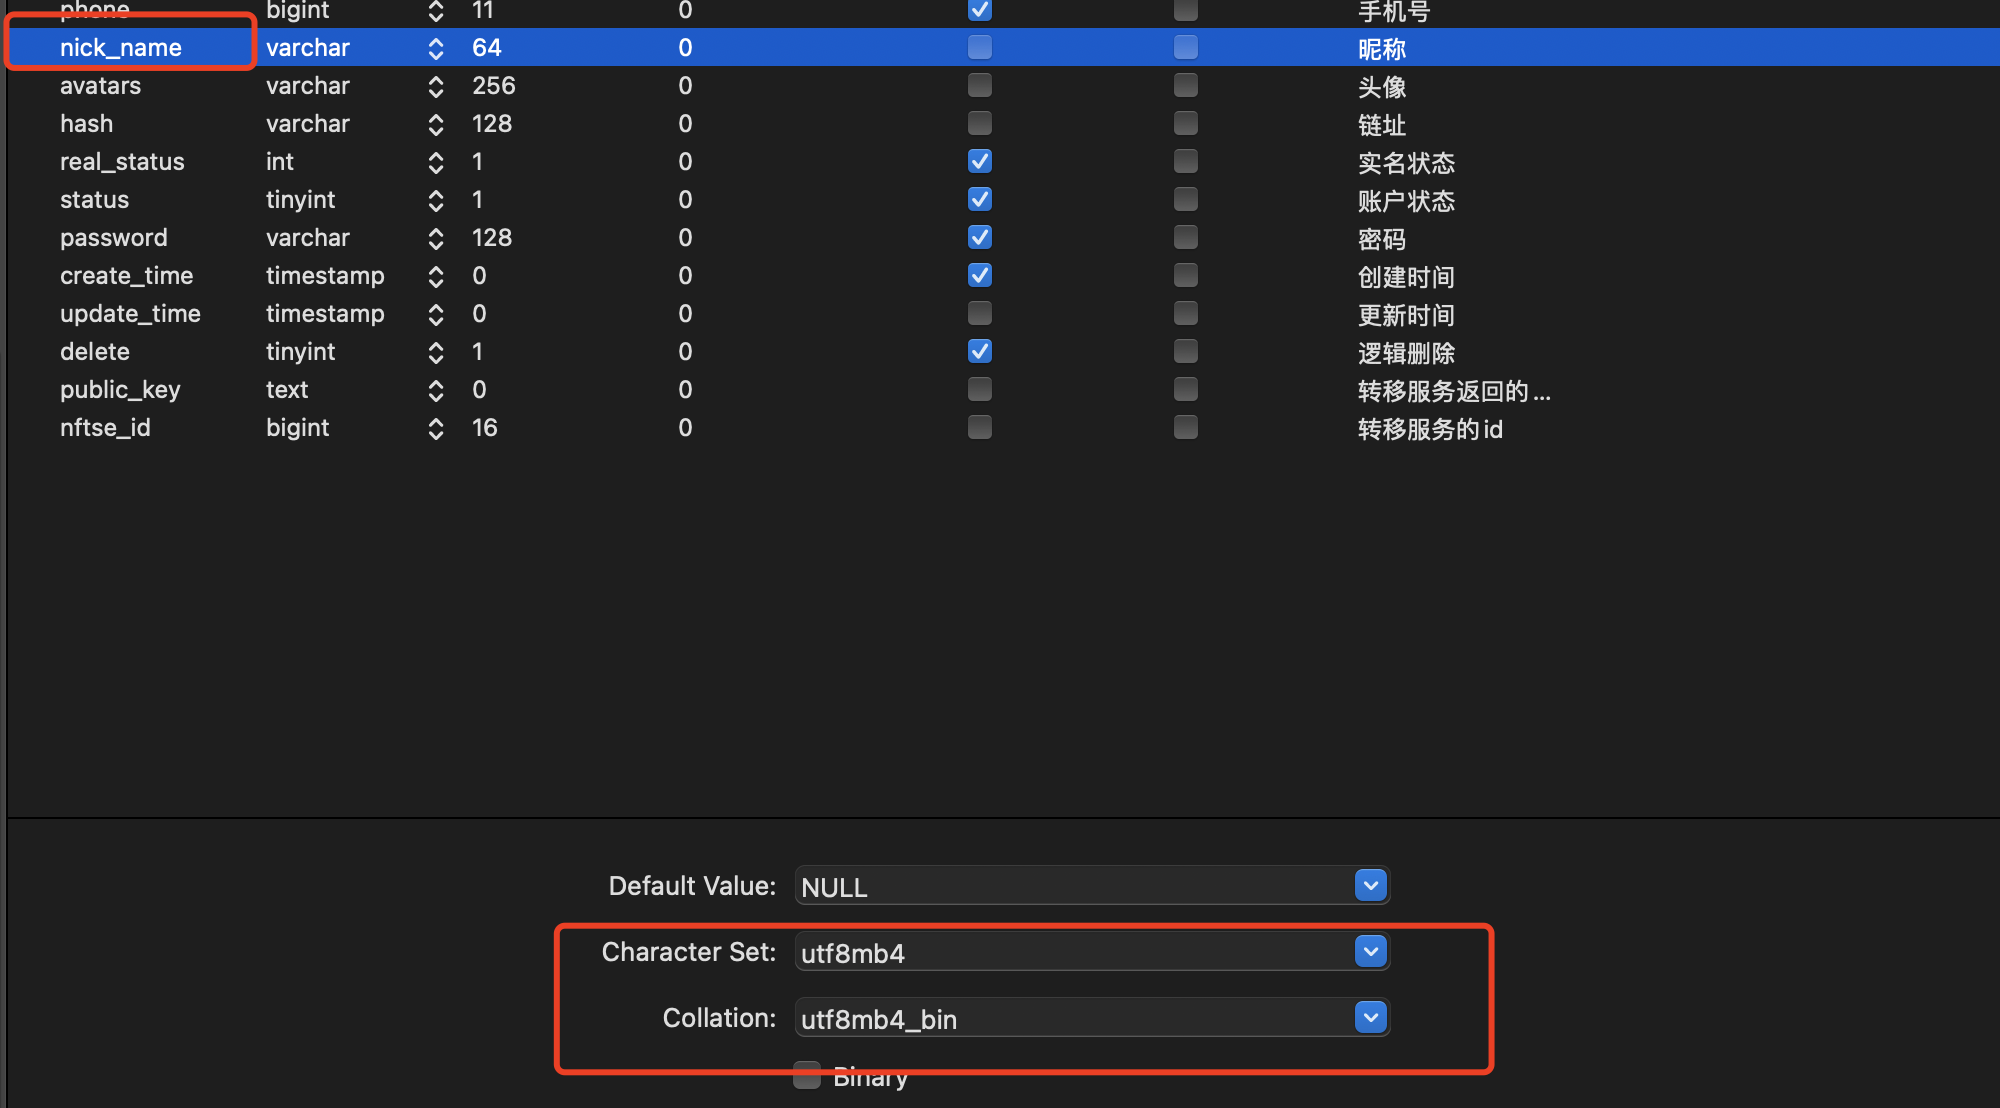 phone bigint 11 0 手机号
nick_name varchar 64 0 昵称
avatars varchar 256 0 头像
hash varchar 128 0 链址
real_status int 1 0 实名状态
status tinyint 1 0 账户状态
password varchar 128 0 密码
create_time timestamp 0 0 创建时间
update_time timestamp 0 0 更新时间
delete tinyint 1 0 逻辑删除
public_key text 0 0 转移服务返回的...
nftse_id bigint 16 0 转移服务的id
Default Value: NULL
Character Set: utf8mb4
Collation: utf8mb4_bin
Binary